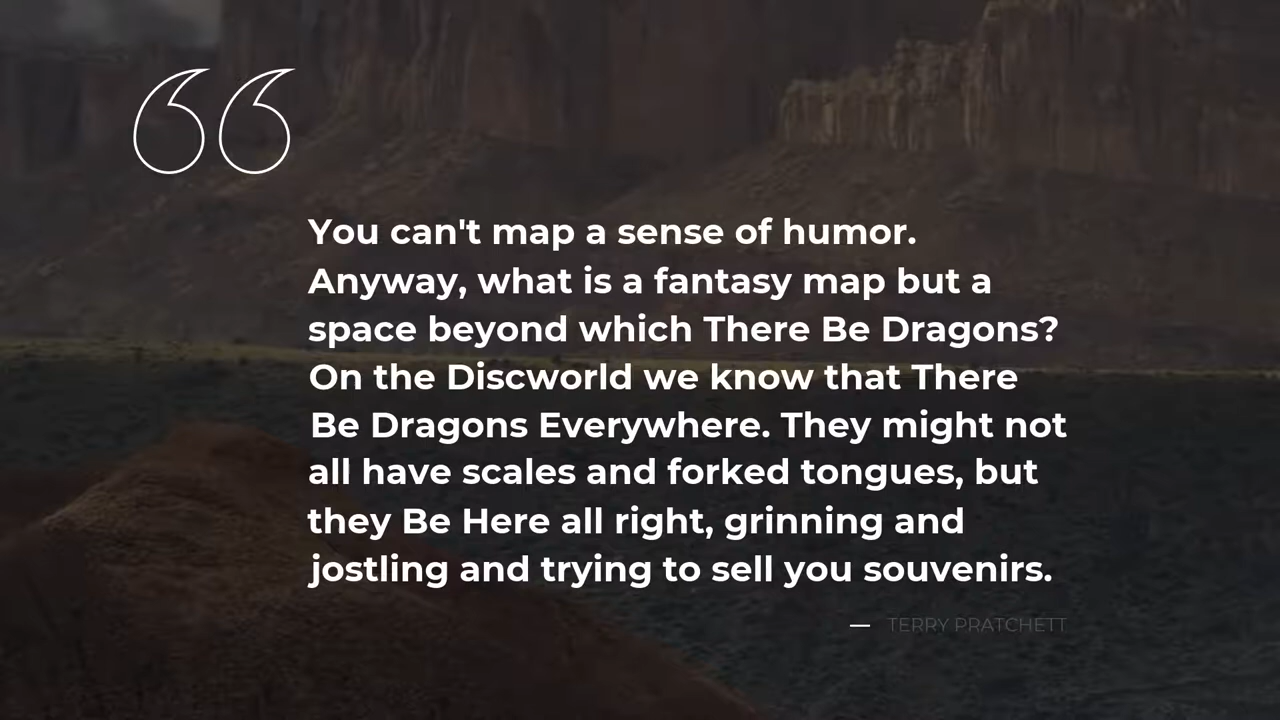 “
You can't map a sense of humor.
Anyway, what is a fantasy map but a
space beyond which There Be Dragons?
On the Discworld we know that There
Be Dragons Everywhere. They might not
all have scales and forked tongues, but
they Be Here all right, grinning and
jostling and trying to sell you souvenirs.
— TERRY PRATCHETT